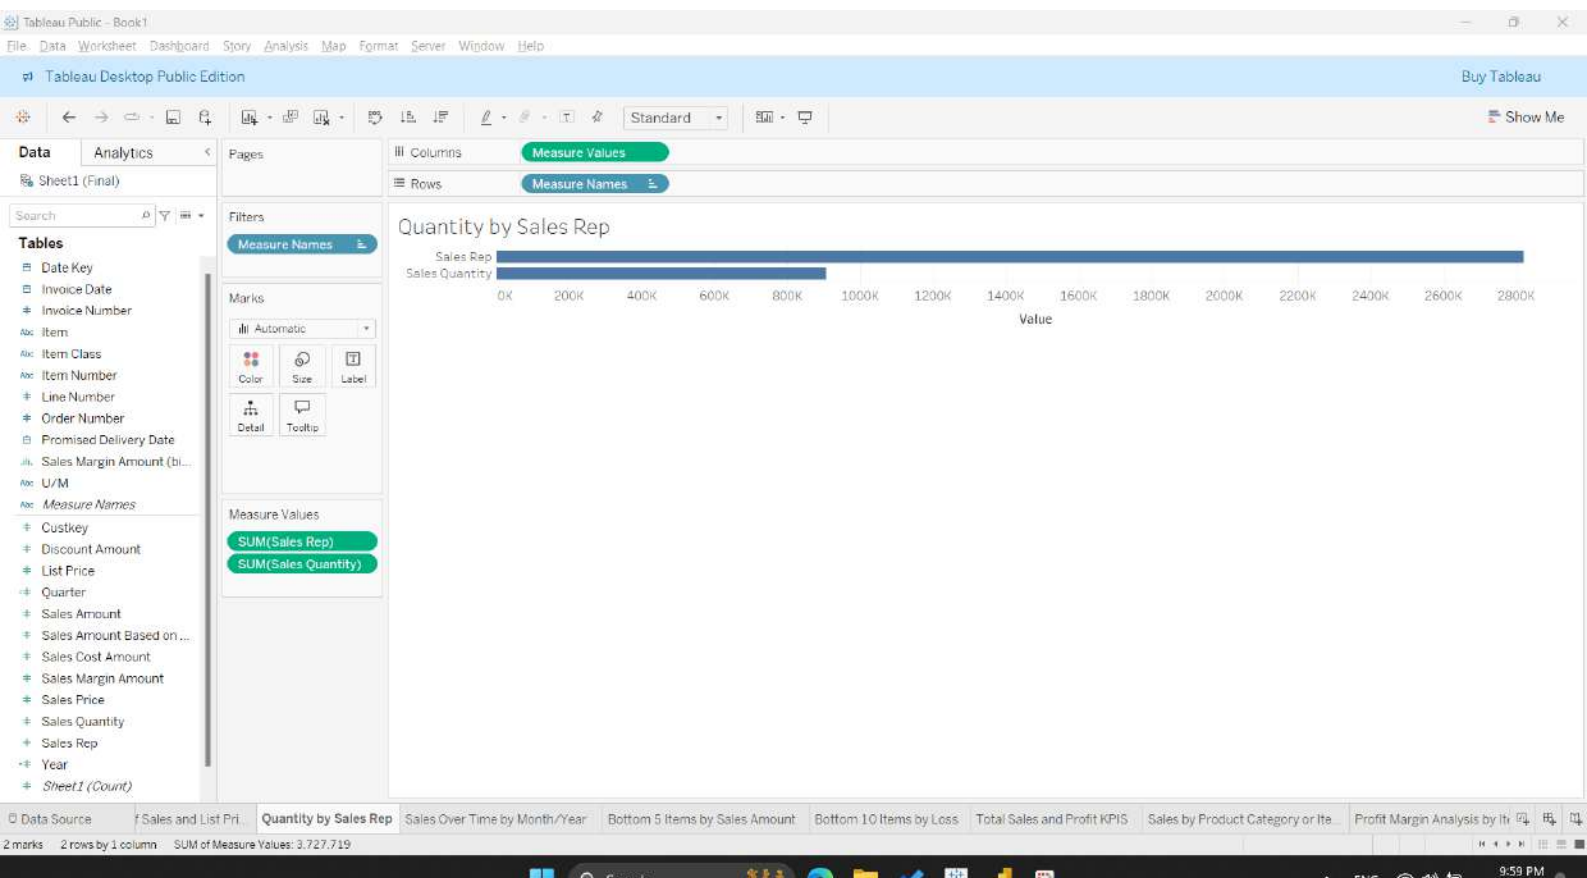 Tableau Public - Book1
File Data Worksheet Dashboard Story Analysis Map Format Server Window Help
Tableau Desktop Public Edition
Buy Tableau
Standard
Show Me
Data Analytics
Sheet1 (Final)
Search
Tables
Date Key
Invoice Date
Invoice Number
Abc Item
Abc Item Class
Abc Item Number
Line Number
Order Number
Promised Delivery Date
Sales Margin Amount (bi...
Abc U/M
Abc Measure Names
Custkey
Discount Amount
List Price
Quarter
Sales Amount
Sales Amount Based on ...
Sales Cost Amount
Sales Margin Amount
Sales Price
Sales Quantity
Sales Rep
Year
Sheet1 (Count)
Pages
Filters
Measure Names
Marks
Automatic
Color Size Label
Detail Tooltip
Measure Values
SUM(Sales Rep)
SUM(Sales Quantity)
Columns Measure Values
Rows Measure Names
Quantity by Sales Rep
Sales Rep
Sales Quantity
0K 200K 400K 600K 800K 1000K 1200K 1400K 1600K 1800K 2000K 2200K 2400K 2600K 2800K
Value
Data Source f Sales and List Pri... Quantity by Sales Rep Sales Over Time by Month/Year Bottom 5 Items by Sales Amount Bottom 10 Items by Loss Total Sales and Profit KPIS Sales by Product Category or Ite... Profit Margin Analysis by It
2 marks 2 rows by 1 column SUM of Measure Values: 3,727,719
9:59 PM